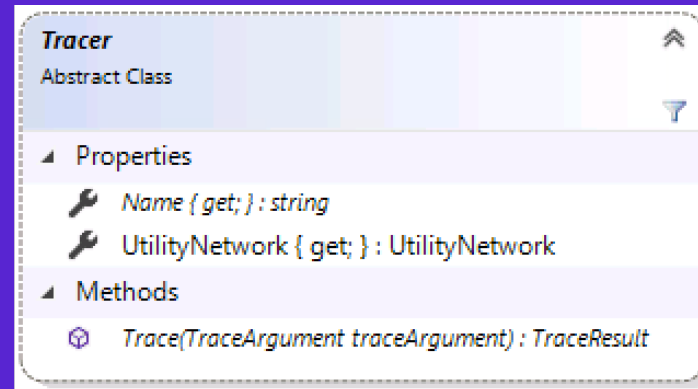 Tracer
Abstract Class
Properties
Name { get; } : string
UtilityNetwork { get; } : UtilityNetwork
Methods
Trace(TraceArgument traceArgument) : TraceResult